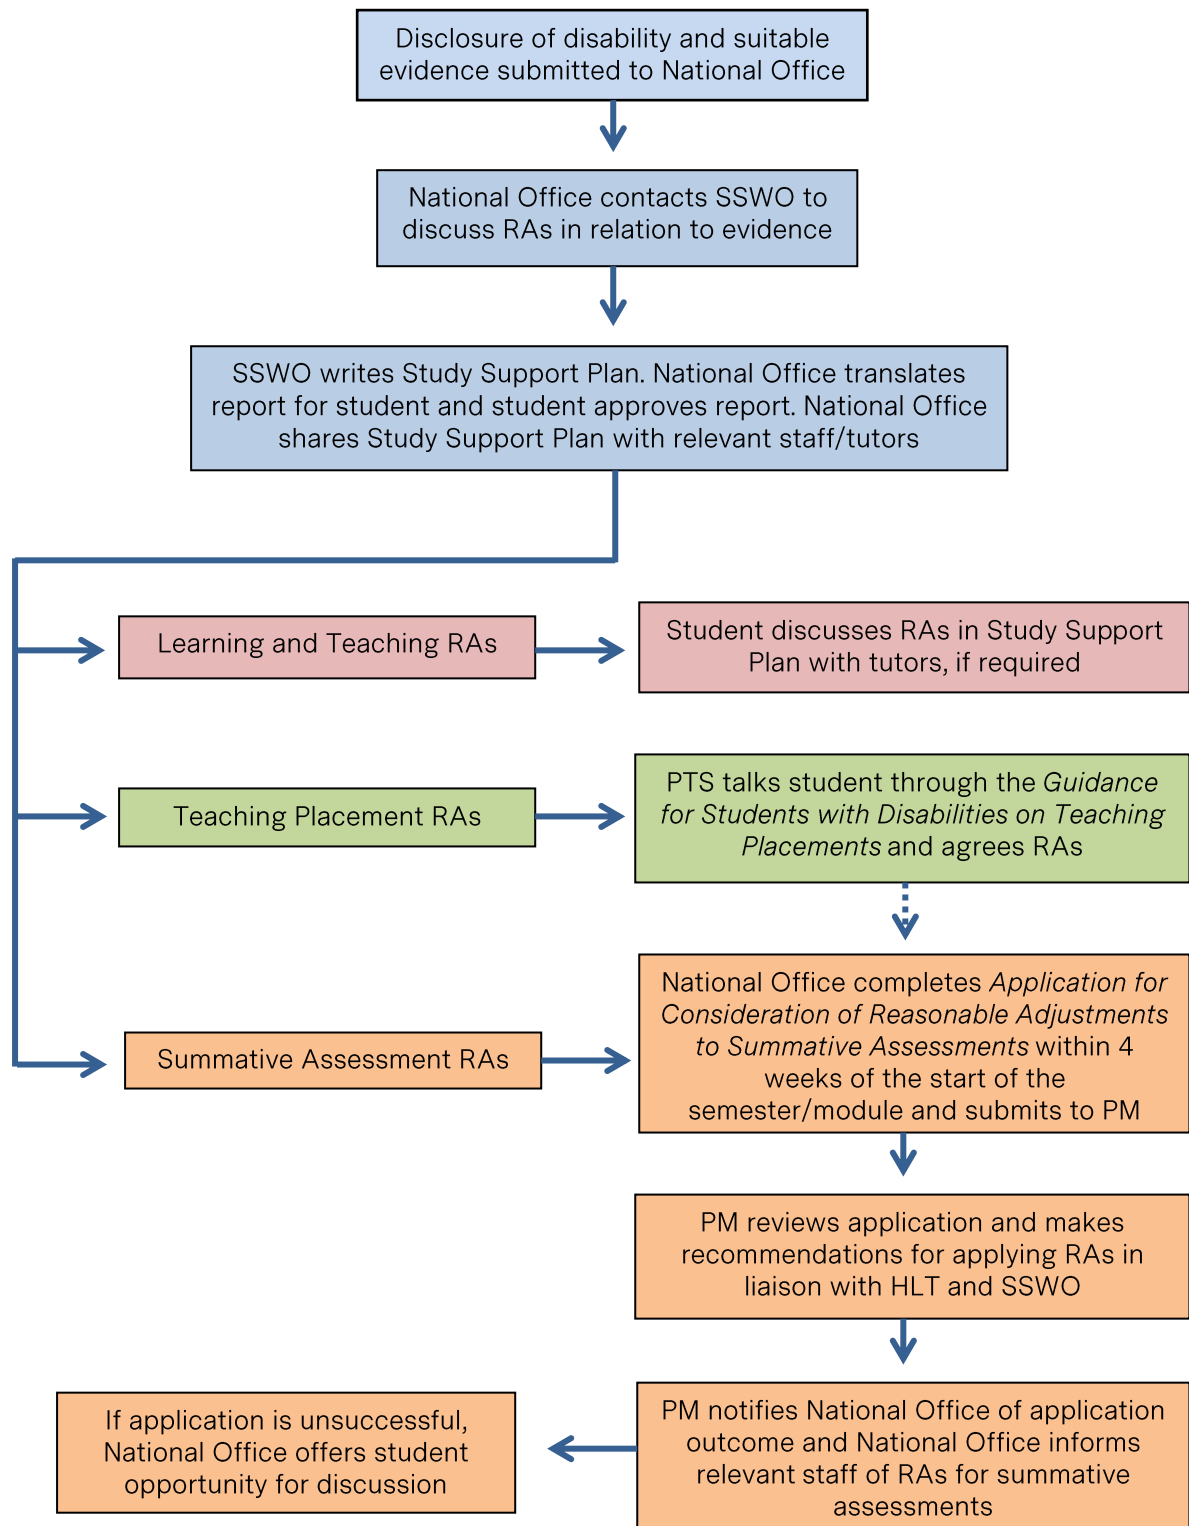 Disclosure of disability and suitable
evidence submitted to National Office
National Office contacts SSWO to
discuss RAs in relation to evidence
SSWO writes Study Support Plan. National Office translates
report for student and student approves report. National Office
shares Study Support Plan with relevant staff/tutors
Learning and Teaching RAs
Student discusses RAs in Study Support
Plan with tutors, if required
Teaching Placement RAs
PTS talks student through the Guidance
for Students with Disabilities on Teaching
Placements and agrees RAs
Summative Assessment RAs
National Office completes Application for
Consideration of Reasonable Adjustments
to Summative Assessments within 4
weeks of the start of the
semester/module and submits to PM
PM reviews application and makes
recommendations for applying RAs in
liaison with HLT and SSWO
PM notifies National Office of application
outcome and National Office informs
relevant staff of RAs for summative
assessments
If application is unsuccessful,
National Office offers student
opportunity for discussion